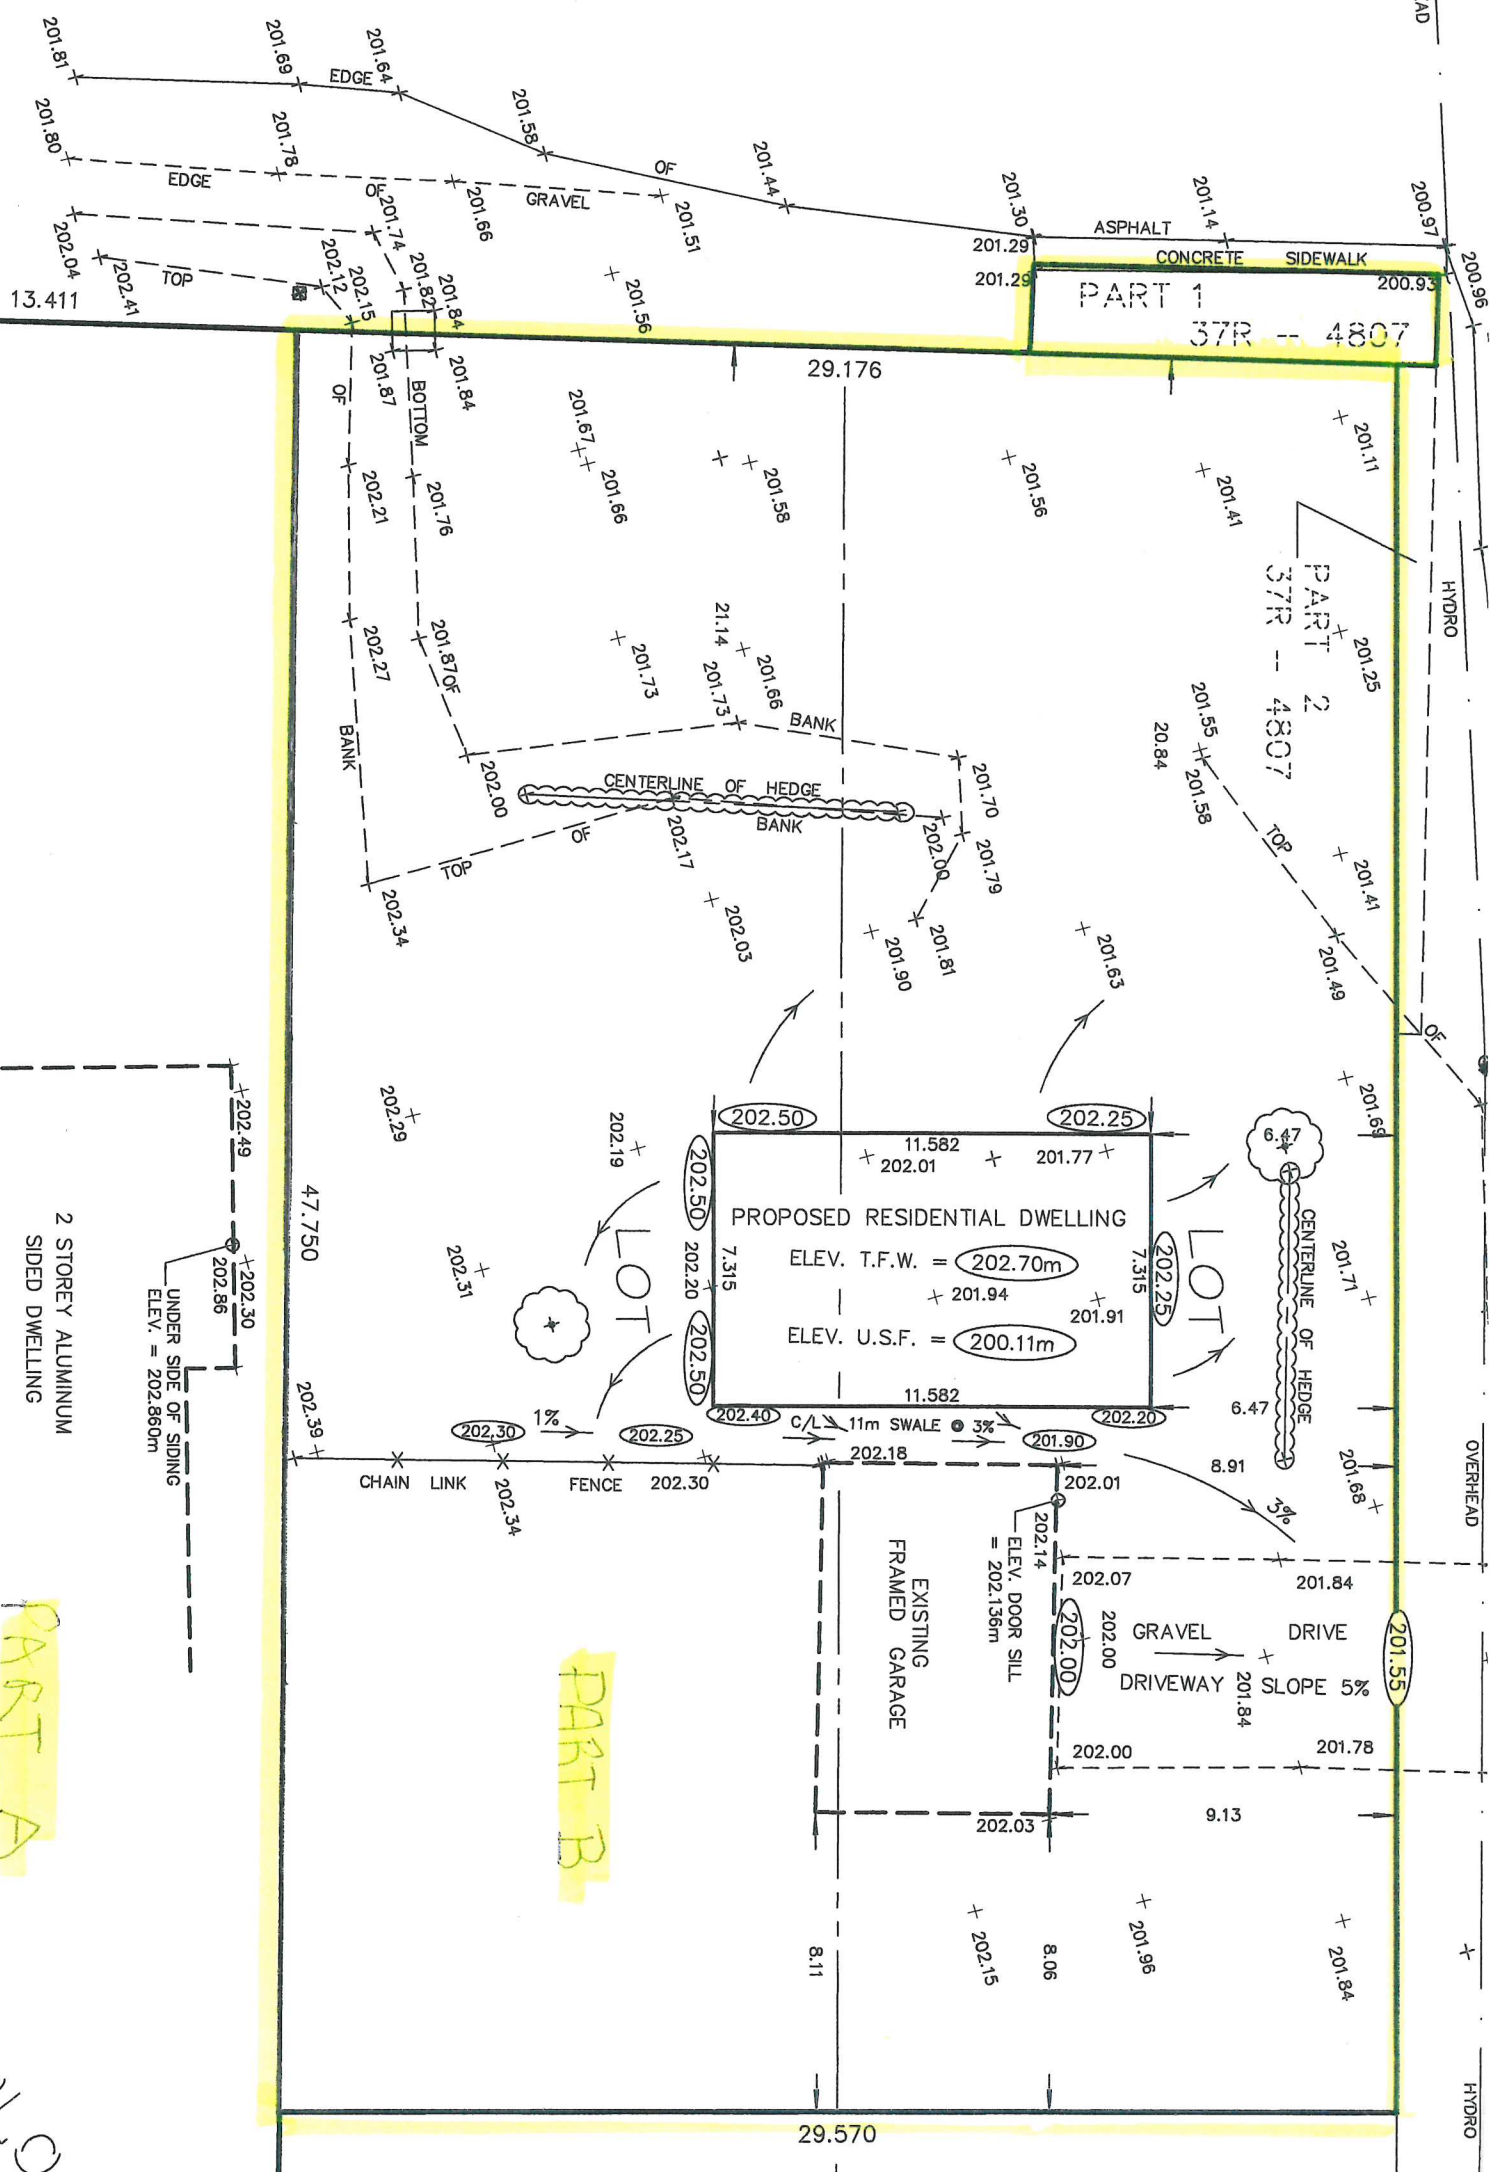 AD
201.81
201.69
EDGE
201.64
201.58
OF
201.44
201.30
ASPHALT
201.14
200.97
200.96
201.80
201.78
EDGE
OF
201.66
GRAVEL
201.51
201.29
CONCRETE SIDEWALK
201.29
200.93
PART 1
37R -- 4807
202.04
202.41
TOP
201.74
202.12
202.15
201.82
201.84
201.56
13.411
201.87
201.84
29.176
OF
BOTTOM
201.67
201.66
201.58
201.56
201.41
201.11
202.21
201.76
HYDRO
PART 2
37R -- 4807
202.27
201.87
OF
201.73
21.14
201.66
201.73
BANK
201.55
201.58
20.84
201.25
BANK
202.00
CENTERLINE OF HEDGE
201.70
BANK
OF
TOP
202.17
202.00
201.79
TOP
201.41
202.34
202.03
201.90
201.81
201.63
201.49
OF
202.29
202.19
202.50
202.25
201.69
6.47
202.49
11.582
202.01
201.77
202.50
47.750
PROPOSED RESIDENTIAL DWELLING
LOT
LOT
CENTERLINE OF HEDGE
2 STOREY ALUMINUM
SIDED DWELLING
202.30
202.86
UNDER SIDE OF SIDING
ELEV. = 202.860m
202.31
202.20
7.315
ELEV. T.F.W. = 202.70m
7.315
202.25
201.71
201.94
201.91
202.50
ELEV. U.S.F. = 200.11m
11.582
6.47
202.39
202.30
1%
202.25
202.40
C/L 11m SWALE @ 3%
202.20
201.90
202.18
CHAIN LINK FENCE
202.34
202.30
202.01
8.91
201.68
3%
OVERHEAD
202.14
ELEV. DOOR SILL
= 202.136m
EXISTING
FRAMED GARAGE
202.07
201.84
202.00
202.00
GRAVEL DRIVE
DRIVEWAY SLOPE 5%
201.84
201.55
202.00
201.78
PART A
PART B
202.03
9.13
8.11
202.15
8.06
201.96
201.84
HYDRO
29.570